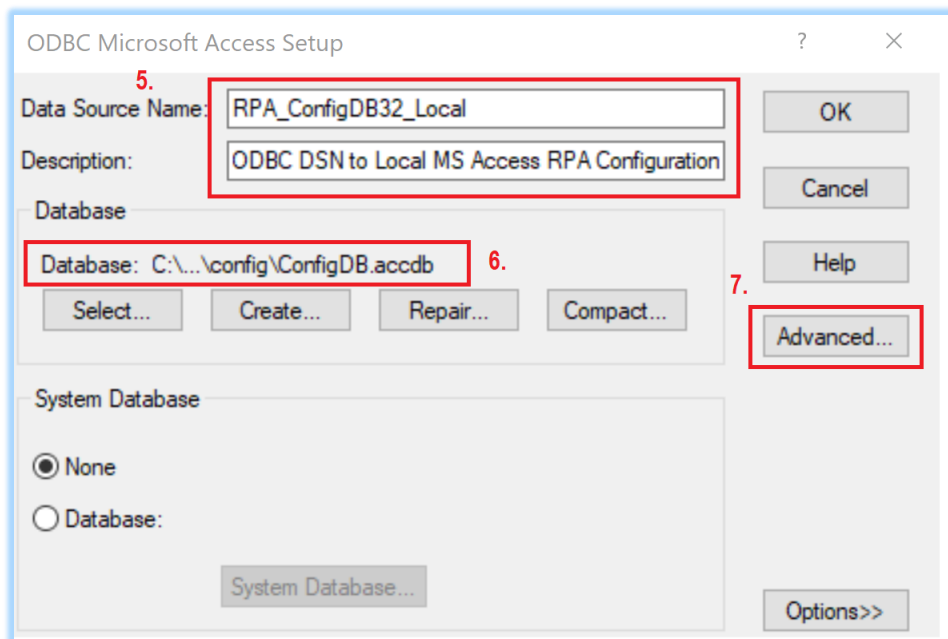 ODBC Microsoft Access Setup
?
5.
Data Source Name: RPA_ConfigDB32_Local
OK
Description: ODBC DSN to Local MS Access RPA Configuration
Cancel
Database
Database: C:\...\config\ConfigDB.accdb
6.
Help
7.
Select...
Create...
Repair...
Compact...
Advanced...
System Database
None
Database:
System Database...
Options>>